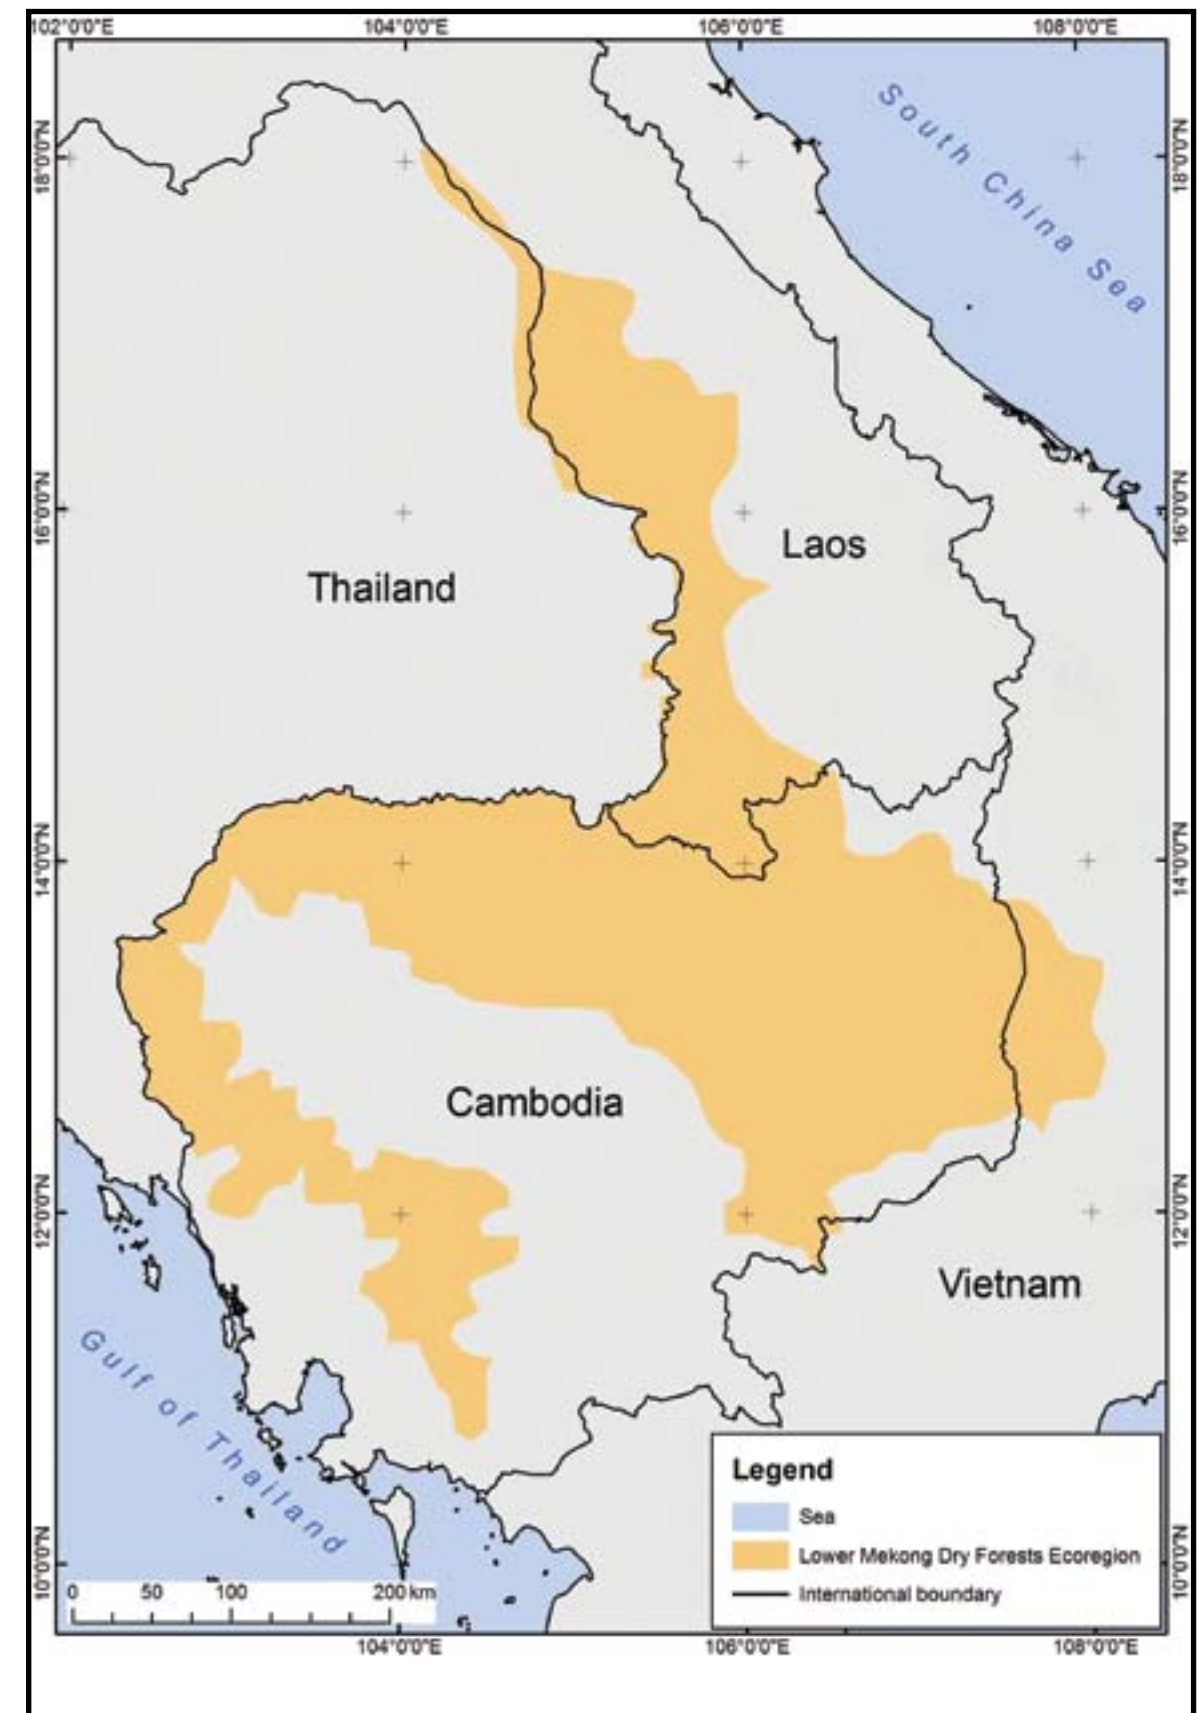 102°0'0"E 104°0'0"E 106°0'0"E 108°0'0"E
18°0'0"N 18°0'0"N
South China Sea
16°0'0"N 16°0'0"N
Laos
Thailand
14°0'0"N 14°0'0"N
Cambodia
12°0'0"N 12°0'0"N
Vietnam
Gulf of Thailand
Legend
Sea
Lower Mekong Dry Forests Ecoregion
International boundary
10°0'0"N 10°0'0"N
0 50 100 200 km
104°0'0"E 106°0'0"E 108°0'0"E